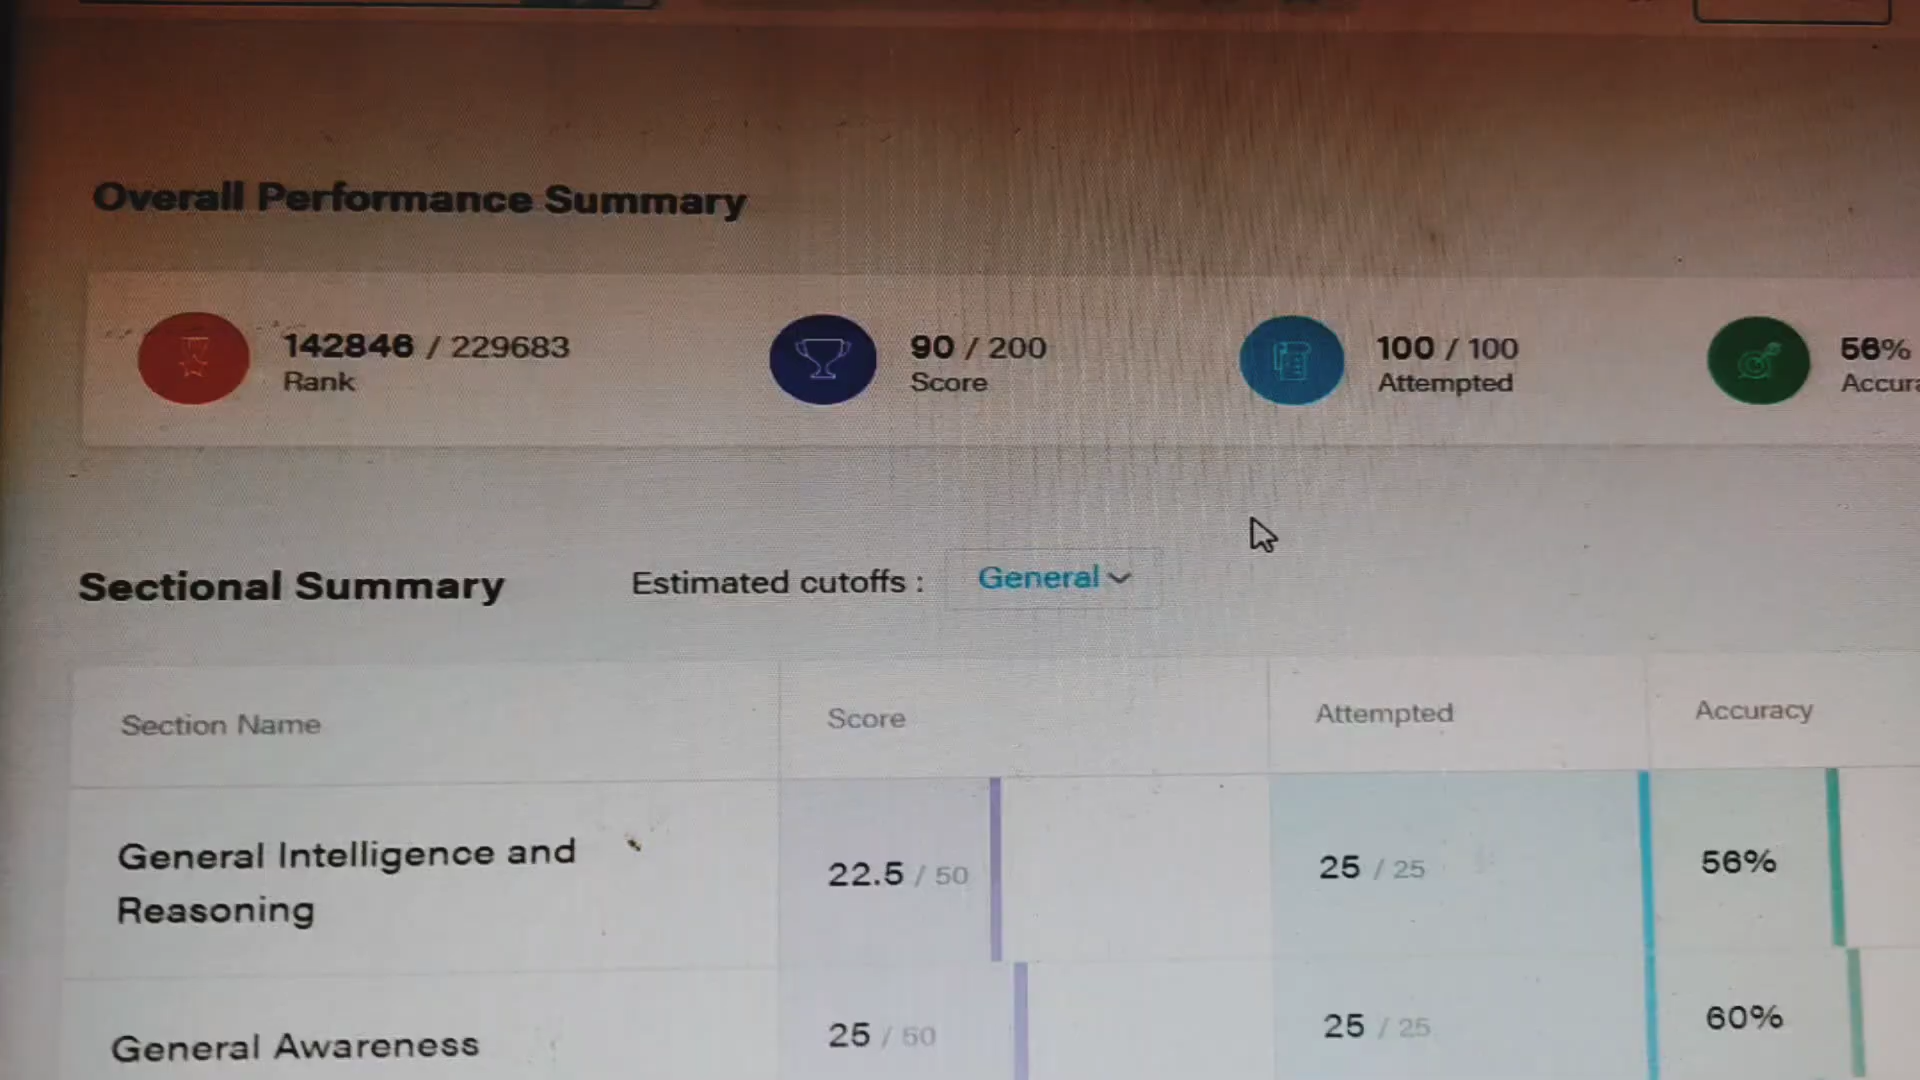 Overall Performance Summary
142846 / 229683
Rank
90 / 200
Score
100 / 100
Attempted
56%
Sectional Summary
Estimated cutoffs : General
Section Name Score Attempted Accuracy
General Intelligence and
Reasoning
22.5 / 50 25 / 25 56%
General Awareness 25 / 50 25 / 25 60%